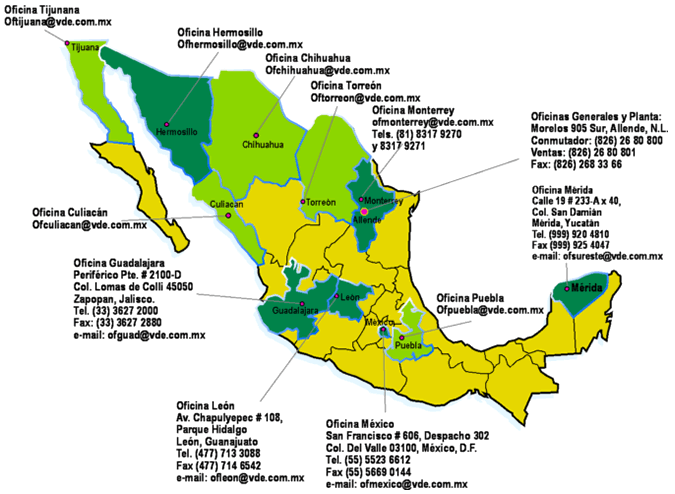 Oficina Tijunana
Oftijuana@vde.com.mx
Tijuana
Oficina Hermosillo
Ofhermosillo@vde.com.mx
Hermosillo
Oficina Chihuahua
Ofchihuahua@vde.com.mx
Chihuahua
Oficina Torreón
Oftorreon@vde.com.mx
Torreón
Oficina Monterrey
ofmonterrey@vde.com.mx
Tels. (81) 8317 9270
y 8317 9271
Monterrey
Allende
Oficinas Generales y Planta:
Morelos 905 Sur, Allende, N.L.
Conmutador: (826) 26 80 800
Ventas: (826) 26 80 801
Fax: (826) 268 33 66
Oficina Mérida
Calle 19 # 233-A x 40,
Col. San Damián
Mérida, Yucatán
Tel. (999) 920 4810
Fax (999) 925 4047
e-mail: ofsureste@vde.com.mx
Mérida
Oficina Culiacán
Ofculiacan@vde.com.mx
Culiacán
Oficina Guadalajara
Periférico Pte. # 2100-D
Col. Lomas de Colli 45050
Zapopan, Jalisco.
Tel. (33) 3627 2000
Fax: (33) 3627 2880
e-mail: ofguad@vde.com.mx
Guadalajara
León
México,
Puebla
Oficina Puebla
Ofpuebla@vde.com.mx
Oficina León
Av. Chapulyepec # 108,
Parque Hidalgo
León, Guanajuato
Tel. (477) 713 3088
Fax (477) 714 6542
e-mail: ofleon@vde.com.mx
Oficina México
San Francisco # 606, Despacho 302
Col. Del Valle 03100, México, D.F.
Tel. (55) 5523 6612
Fax (55) 5669 0144
e-mail: ofmexico@vde.com.mx